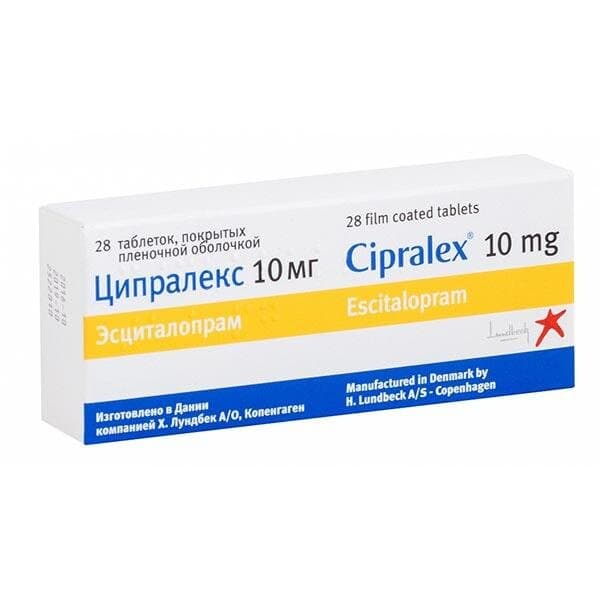 28 таблеток, покрытых
пленочной оболочкой
Ципралекс 10 мг
Эсциталопрам
Изготовлено в Дании
компанией Х. Лундбек А/О, Копенгаген
28 film coated tablets
Cipralex® 10 mg
Escitalopram
Lundbeck
Manufactured in Denmark by
H. Lundbeck A/S - Copenhagen